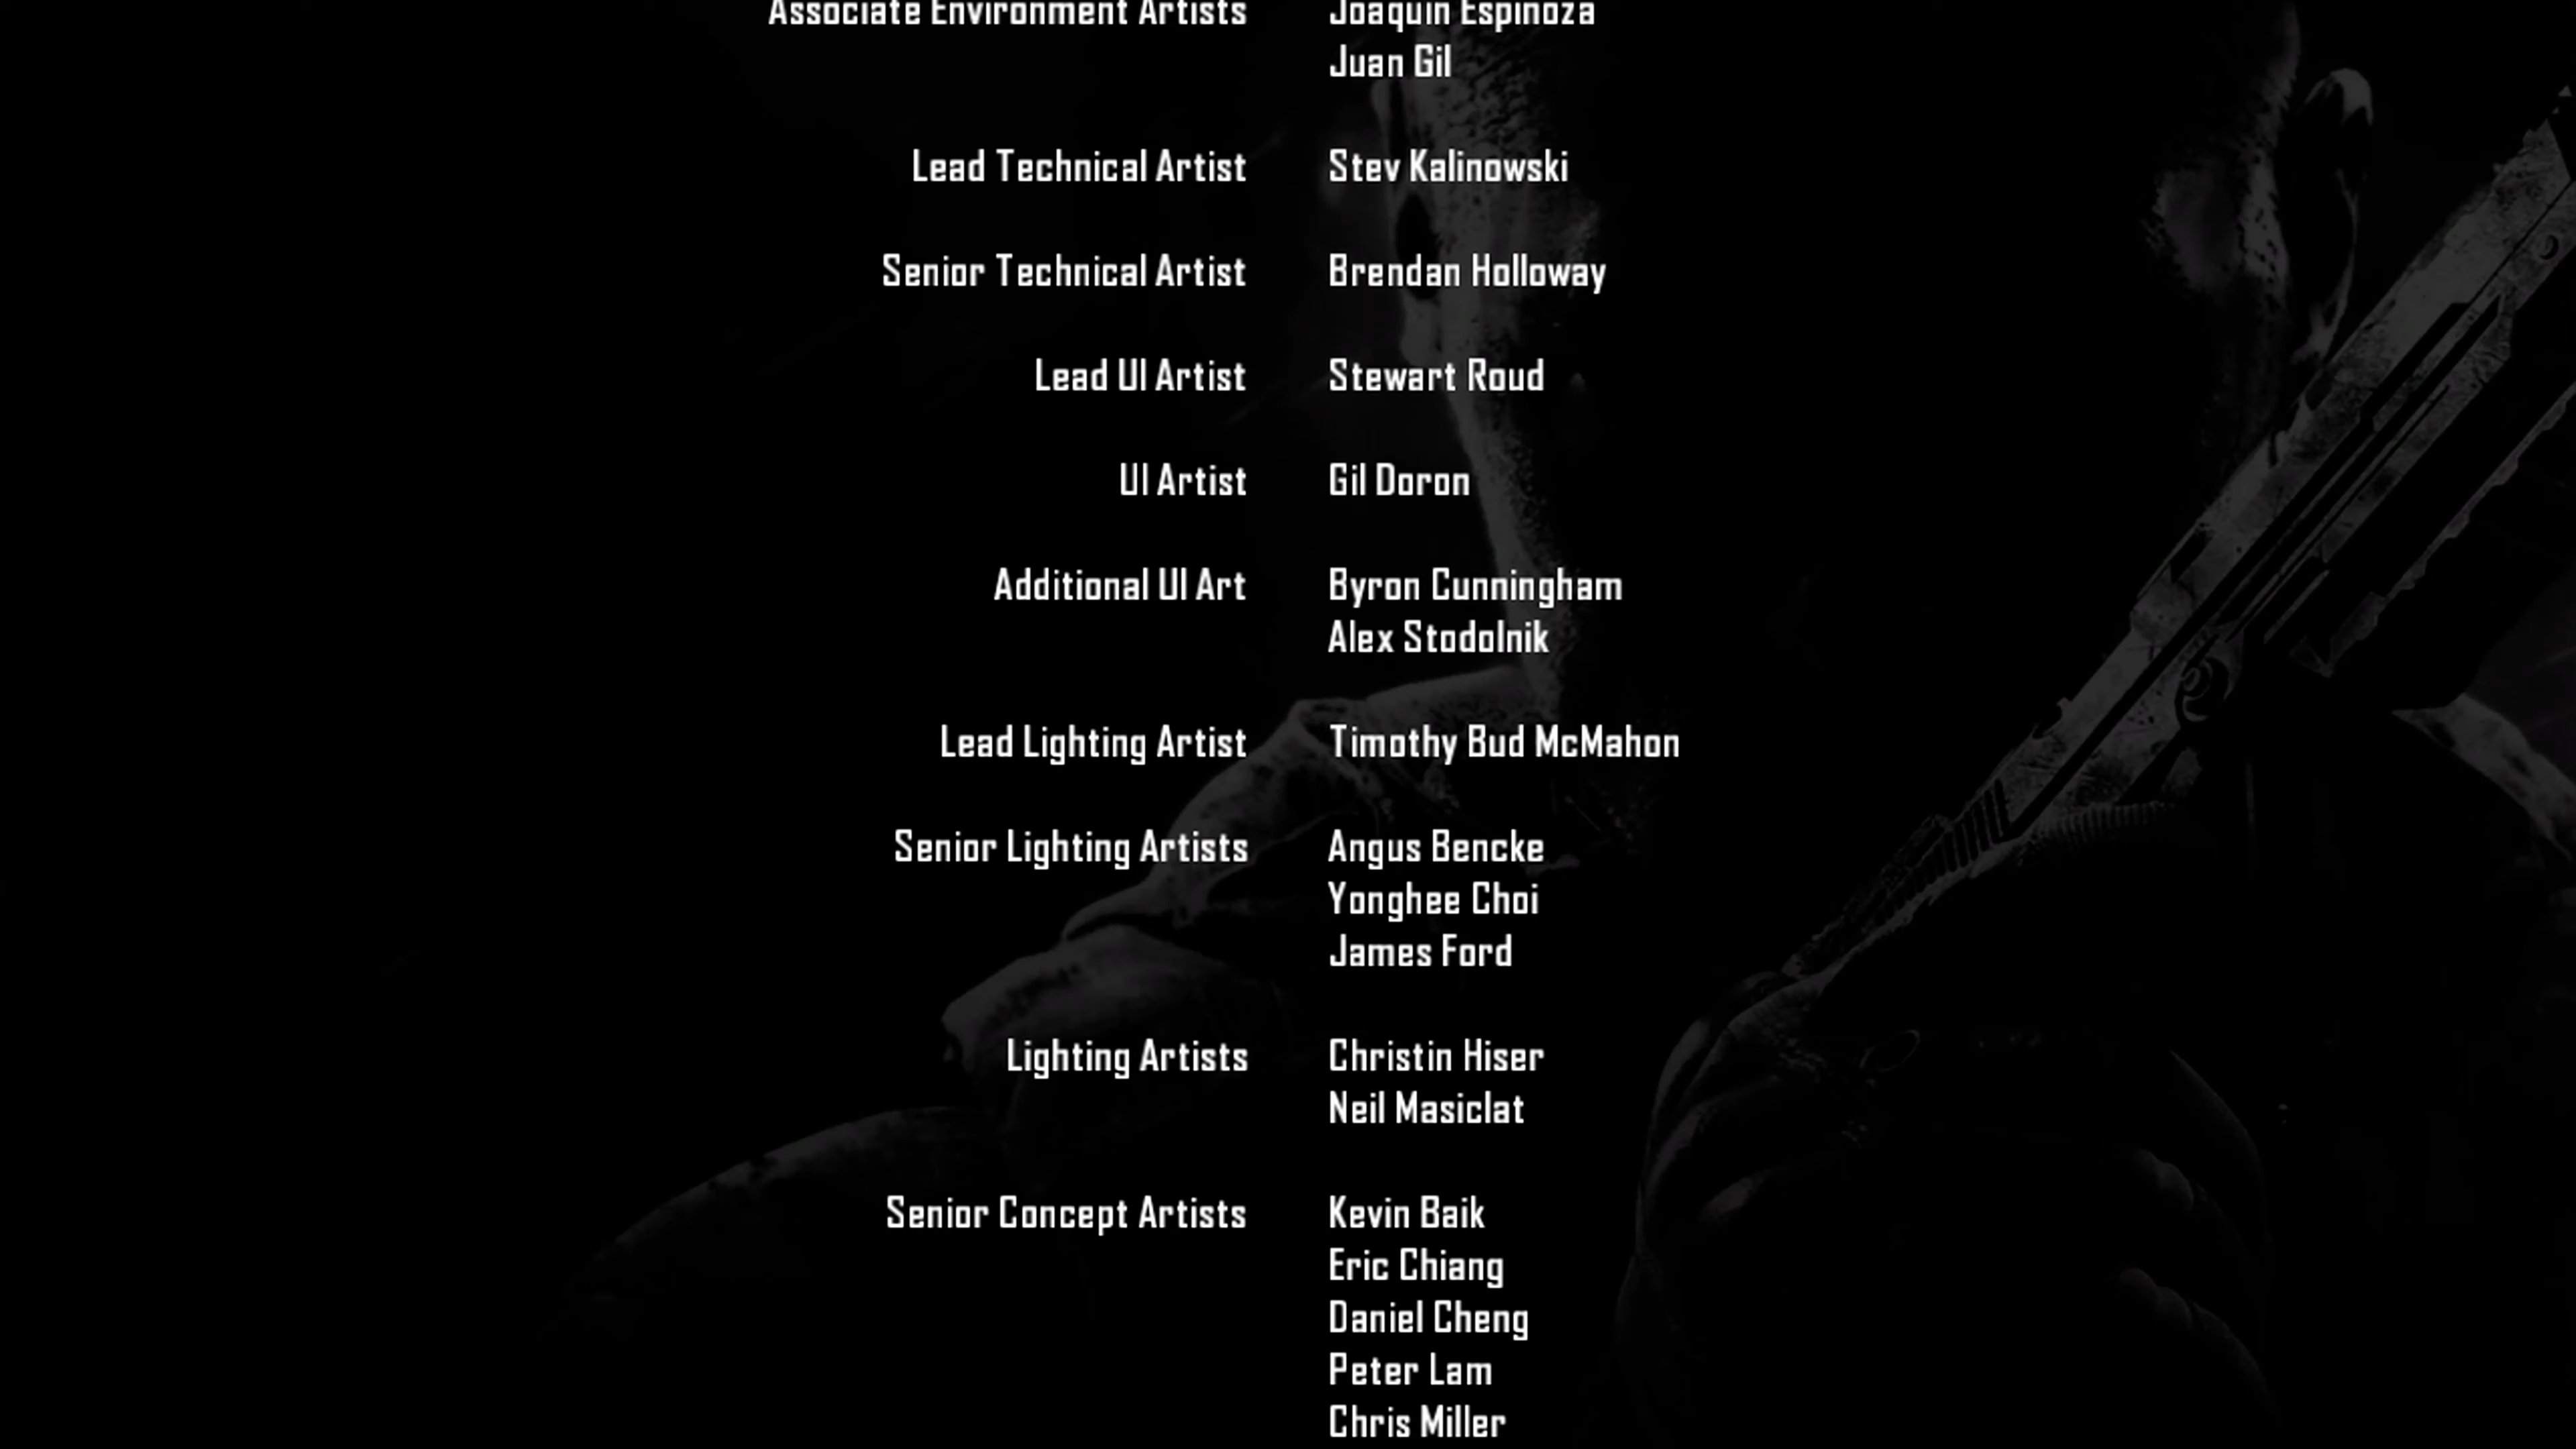 Associate Environment Artists Joaquin Espinoza
Juan Gil
Lead Technical Artist Stev Kalinowski
Senior Technical Artist Brendan Holloway
Lead UI Artist Stewart Roud
UI Artist Gil Doron
Additional UI Art Byron Cunningham
Alex Stodolnik
Lead Lighting Artist Timothy Bud McMahon
Senior Lighting Artists Angus Bencke
Yonghee Choi
James Ford
Lighting Artists Christin Hiser
Neil Masiclat
Senior Concept Artists Kevin Baik
Eric Chiang
Daniel Cheng
Peter Lam
Chris Miller